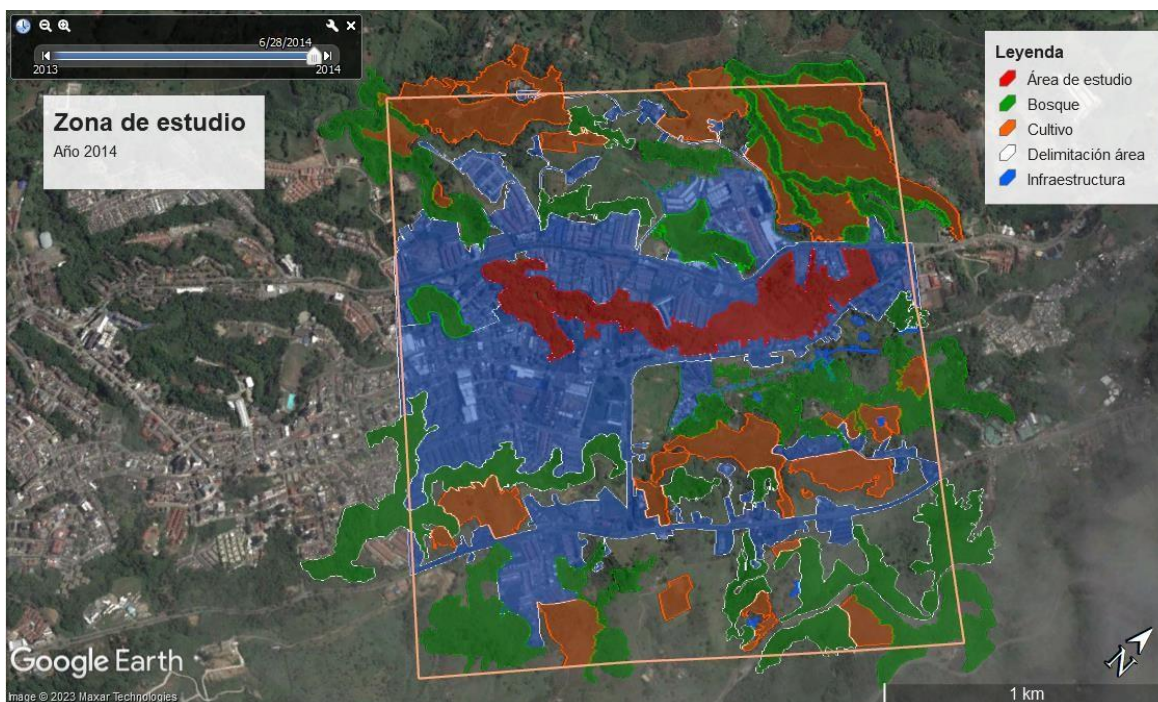 6/28/2014
2013
2014
Zona de estudio
Año 2014
Leyenda
Área de estudio
Bosque
Cultivo
Delimitación área
Infraestructura
Google Earth
Image © 2023 Maxar Technologies
N
1 km